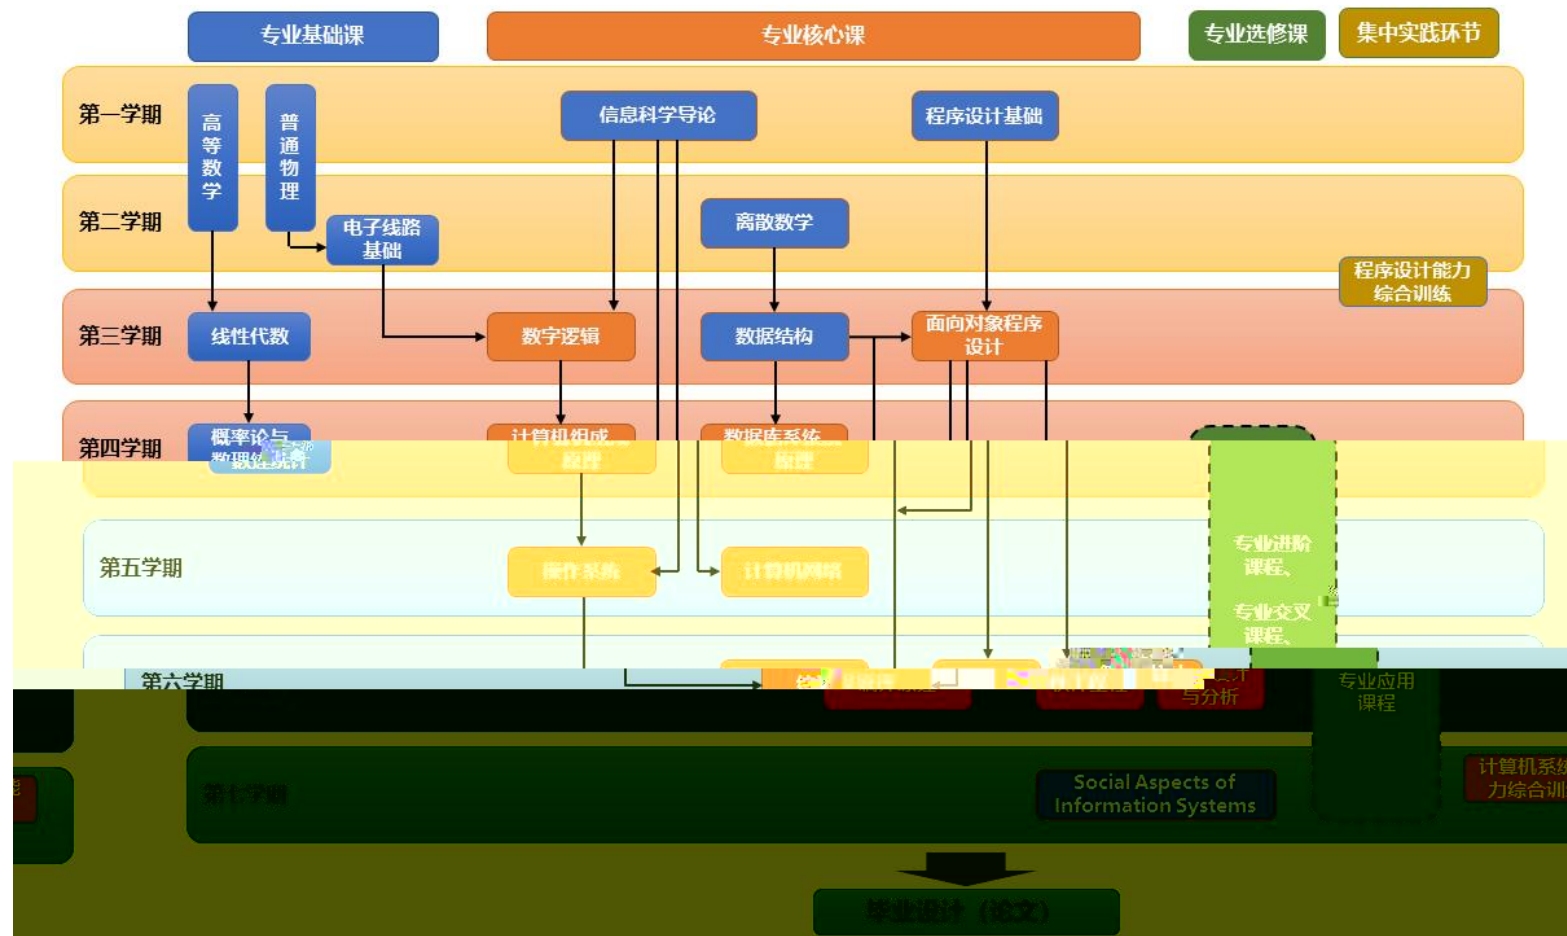 专业基础课
专业核心课
专业选修课
集中实践环节
第一学期
高等数学
普通物理
信息科学导论
程序设计基础
第二学期
电子线路
基础
离散数学
程序设计能力
综合训练
第三学期
线性代数
数字逻辑
数据结构
面向对象程序
设计
第四学期
概率论与
数理统计
计算机组成
原理
数据库系统
原理
第五学期
操作系统
计算机网络
专业进阶
课程、
专业交叉
课程、
第六学期
与分析
专业应用
课程
第七学期
Social Aspects of
Information Systems
计算机系统
力综合训
能
毕业设计（论文）